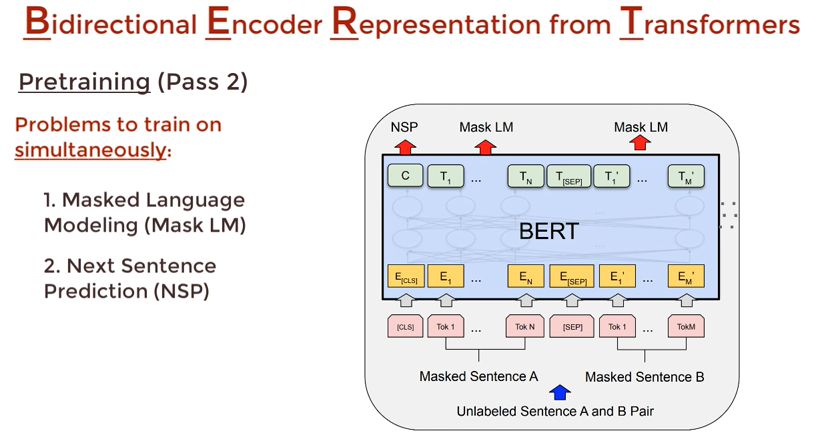 Bidirectional Encoder Representation from Transformers
Pretraining (Pass 2)
Problems to train on
simultaneously:
1. Masked Language
Modeling (Mask LM)
2. Next Sentence
Prediction (NSP)
NSP Mask LM Mask LM
C T1 ... TN T[SEP] T1' ... TM'
BERT
E[CLS] E1 ... EN E[SEP] E1' ... EM'
[CLS] Tok 1 ... Tok N [SEP] Tok 1 ... TokM
Masked Sentence A Masked Sentence B
Unlabeled Sentence A and B Pair